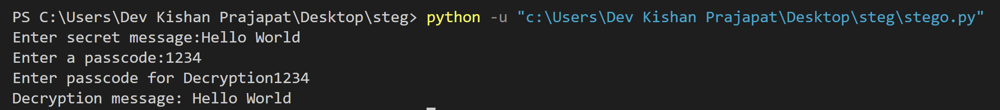 PS C:\Users\Dev Kishan Prajapat\Desktop\steg> python -u "c:\Users\Dev Kishan Prajapat\Desktop\steg\stego.py"
Enter secret message:Hello World
Enter a passcode:1234
Enter passcode for Decryption1234
Decryption message: Hello World